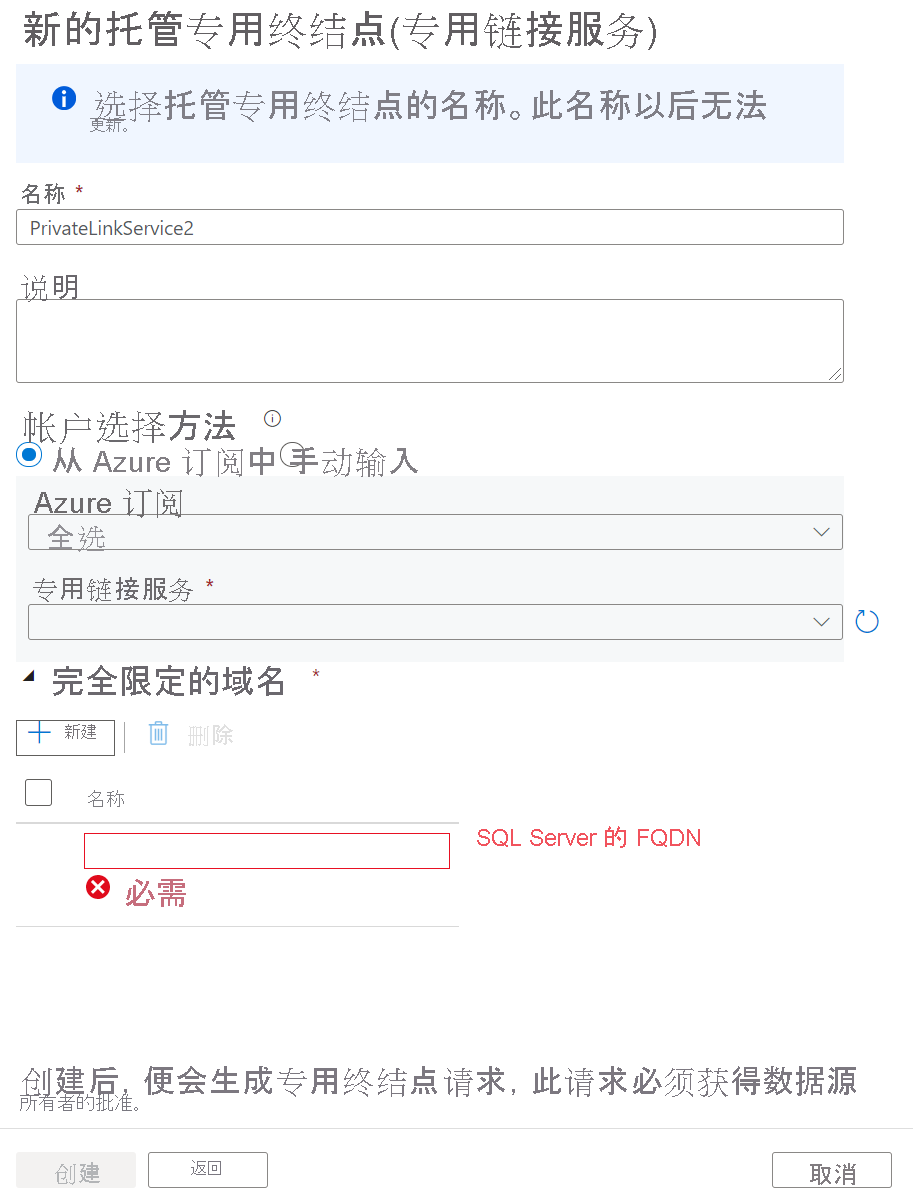 新的托管专用终结点(专用链接服务)
选择托管专用终结点的名称。此名称以后无法
更新。
名称 *
PrivateLinkService2
说明
帐户选择方法
从 Azure 订阅中 手动输入
Azure 订阅
全选
专用链接服务 *
完全限定的域名 *
新建 删除
名称
SQL Server 的 FQDN
必需
创建后, 便会生成专用终结点请求, 此请求必须获得数据源
所有者的批准。
创建 返回 取消